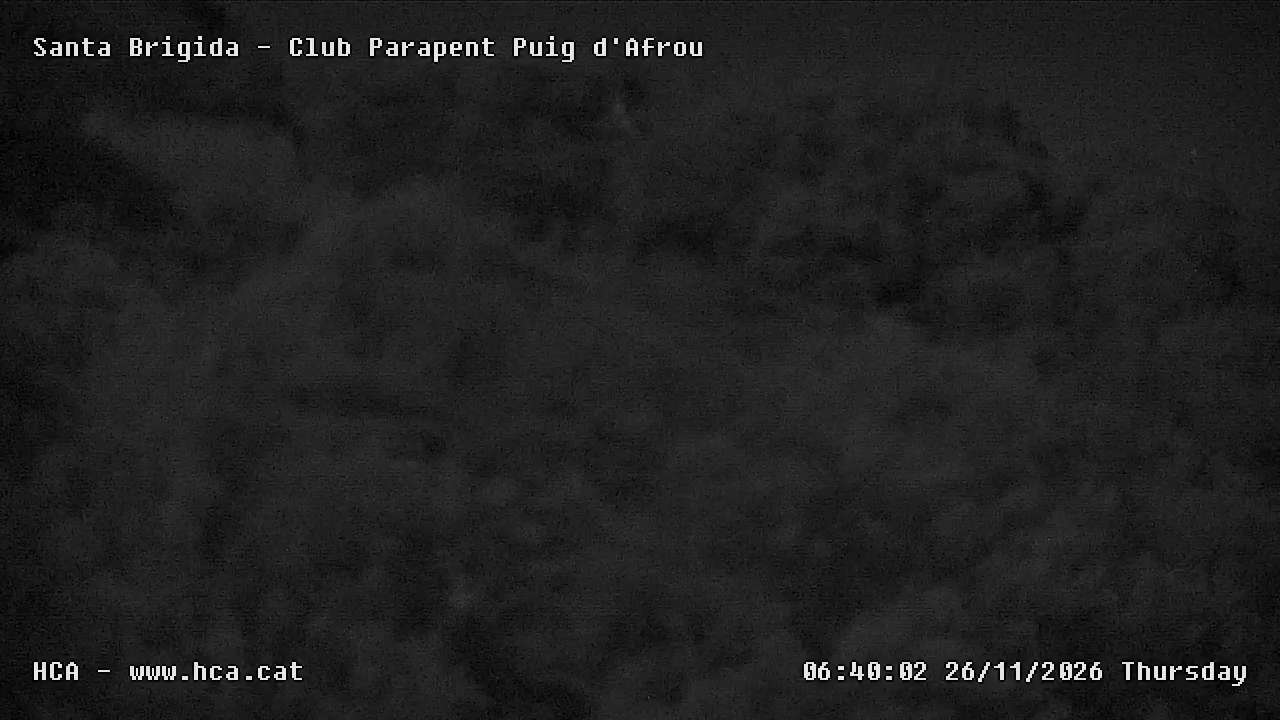 Santa Brigida - Club Parapent Puig d'Afrou
HCA - www.hca.cat
06:40:02 26/11/2026 Thursday